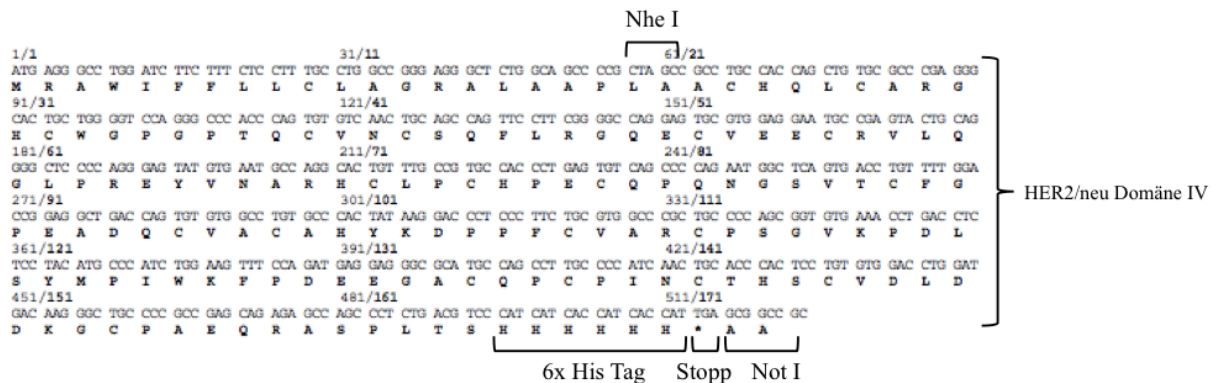 Nhe I
1/1 31/11 61/21
ATG AGG GCC TGG ATC TTC TTT CTC CTT TGC CTG GCC GGG AGG GCT CTG GCA GCC CCG CTA GCC GCC TGC CAC CAG CTG TGC GCC CGA GGG
M R A W I F F L L C L A G R A L A A P L A A C H Q L C A R G
91/31 121/41 151/51
CAC TGC TGG GGT CCA GGG CCC ACC CAG TGT GTC AAC TGC AGC CAG TTC CTT CGG GGC CAG GAG TGC GTG GAG GAA TGC CGA GTA CTG CAG
H C W G P G P T Q C V N C S Q F L R G Q E C V E E C R V L Q
181/61 211/71 241/81
GGG CTC CCC AGG GAG TAT GTG AAT GCC AGG CAC TGT TTG CCG TGC CAC CCT GAG TGT CAG CCC CAG AAT GGC TCA GTG ACC TGT TTT GGA
G L P R E Y V N A R H C L P C H P E C Q P Q N G S V T C F G
271/91 301/101 331/111
CCG GAG GCT GAC CAG TGT GTG GCC TGT GCC CAC TAT AAG GAC CCT CCC TTC TGC GTG GCC CGC TGC CCC AGC GGT GTG AAA CCT GAC CTC
P E A D Q C V A C A H Y K D P P F C V A R C P S G V K P D L
361/121 391/131 421/141
TCC TAC ATG CCC ATC TGG AAG TTT CCA GAT GAG GAG GGC GCA TGC CAG CCT TGC CCC ATC AAC TGC ACC CAC TCC TGT GTG GAC CTG GAT
S Y M P I W K F P D E E G A C Q P C P I N C T H S C V D L D
451/151 481/161 511/171
GAC AAG GGC TGC CCC GCC GAG CAG AGA GCC AGC CCT CTG ACG TCC CAT CAT CAC CAT CAC CAT TGA GCG GCC GC
D K G C P A E Q R A S P L T S H H H H H H * A A
HER2/neu Domäne IV
6x His Tag Stopp Not I